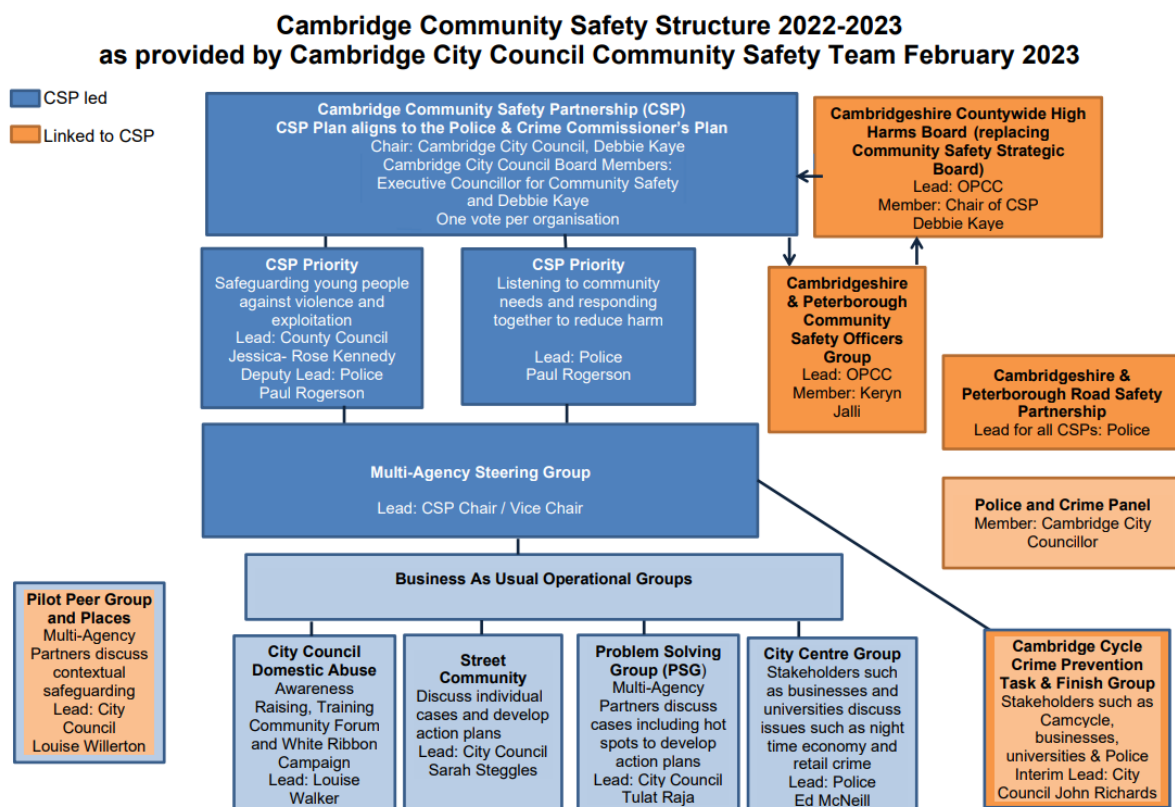 Cambridge Community Safety Structure 2022-2023
as provided by Cambridge City Council Community Safety Team February 2023
CSP led
Linked to CSP
Cambridge Community Safety Partnership (CSP)
CSP Plan aligns to the Police & Crime Commissioner's Plan
Chair: Cambridge City Council, Debbie Kaye
Cambridge City Council Board Members:
Executive Councillor for Community Safety
and Debbie Kaye
One vote per organisation
Cambridgeshire Countywide High
Harms Board (replacing
Community Safety Strategic
Board)
Lead: OPCC
Member: Chair of CSP
Debbie Kaye
CSP Priority
Safeguarding young people
against violence and
exploitation
Lead: County Council
Jessica- Rose Kennedy
Deputy Lead: Police
Paul Rogerson
CSP Priority
Listening to community
needs and responding
together to reduce harm
Lead: Police
Paul Rogerson
Cambridgeshire
& Peterborough
Community
Safety Officers
Group
Lead: OPCC
Member: Keryn
Jalli
Cambridgeshire &
Peterborough Road Safety
Partnership
Lead for all CSPs: Police
Multi-Agency Steering Group
Lead: CSP Chair / Vice Chair
Police and Crime Panel
Member: Cambridge City
Councillor
Business As Usual Operational Groups
Pilot Peer Group
and Places
Multi-Agency
Partners discuss
contextual
safeguarding
Lead: City
Council
Louise Willerton
City Council
Domestic Abuse
Awareness
Raising, Training
Community Forum
and White Ribbon
Campaign
Lead: Louise
Walker
Street
Community
Discuss individual
cases and develop
action plans
Lead: City Council
Sarah Steggles
Problem Solving
Group (PSG)
Multi-Agency
Partners discuss
cases including hot
spots to develop
action plans
Lead: City Council
Tulat Raja
City Centre Group
Stakeholders such
as businesses and
universities discuss
issues such as night
time economy and
retail crime
Lead: Police
Ed McNeill
Cambridge Cycle
Crime Prevention
Task & Finish Group
Stakeholders such as
Camcycle,
businesses,
universities & Police
Interim Lead: City
Council John Richards